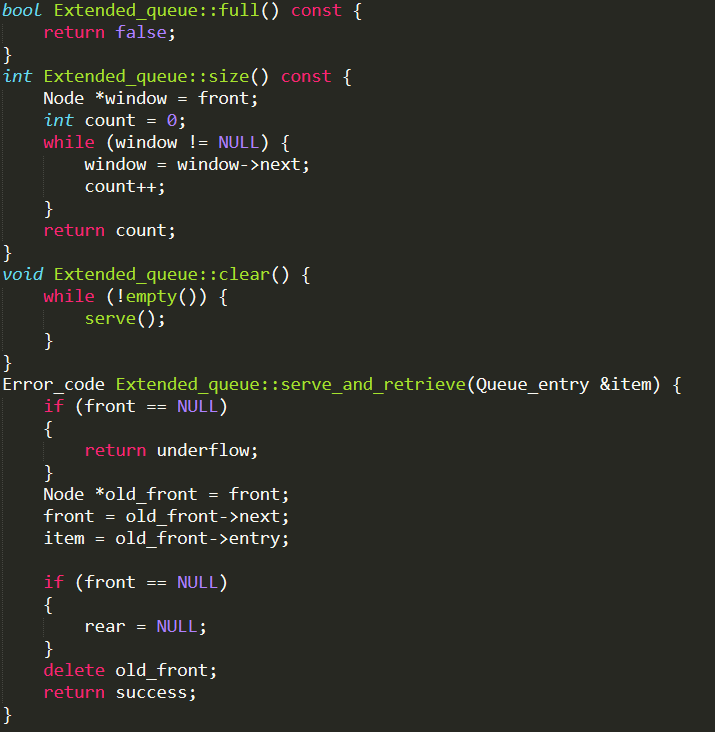 bool Extended_queue::full() const {
    return false;
}
int Extended_queue::size() const {
    Node *window = front;
    int count = 0;
    while (window != NULL) {
        window = window->next;
        count++;
    }
    return count;
}
void Extended_queue::clear() {
    while (!empty()) {
        serve();
    }
}
Error_code Extended_queue::serve_and_retrieve(Queue_entry &item) {
    if (front == NULL)
    {
        return underflow;
    }
    Node *old_front = front;
    front = old_front->next;
    item = old_front->entry;

    if (front == NULL)
    {
        rear = NULL;
    }
    delete old_front;
    return success;
}